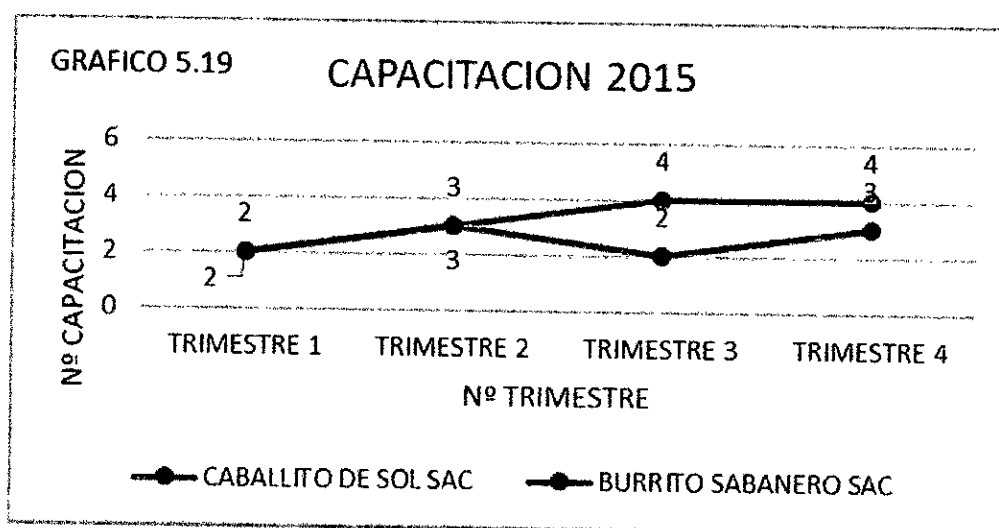 GRAFICO 5.19
CAPACITACION 2015
Nº CAPACITACION
6
4
2
0
2
2
3
3
4
2
4
3
TRIMESTRE 1 TRIMESTRE 2 TRIMESTRE 3 TRIMESTRE 4
Nº TRIMESTRE
CABALLITO DE SOL SAC BURRITO SABANERO SAC